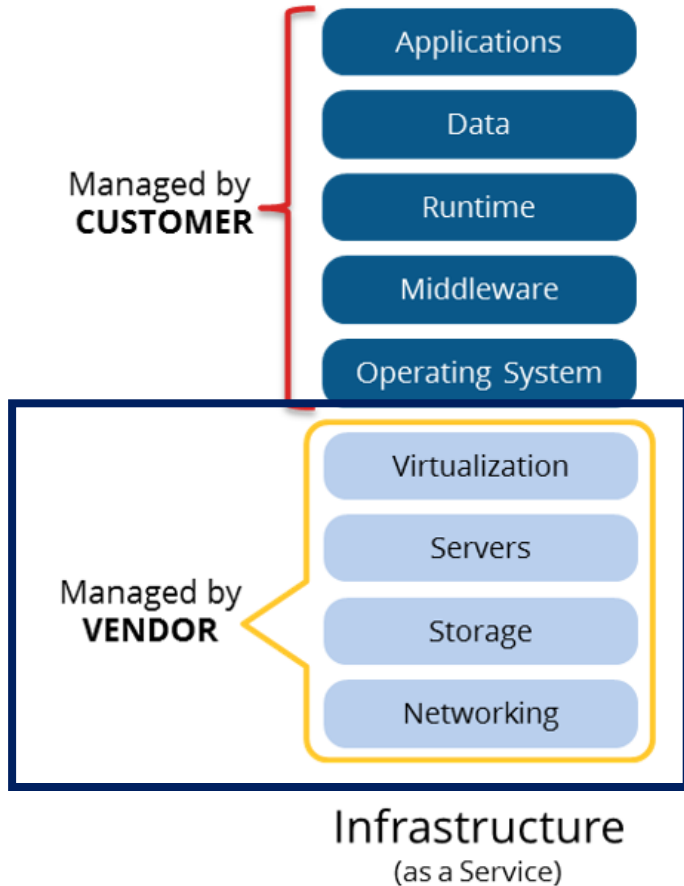 Applications
Data
Managed by
CUSTOMER
Runtime
Middleware
Operating System
Virtualization
Servers
Managed by
VENDOR
Storage
Networking
Infrastructure
(as a Service)